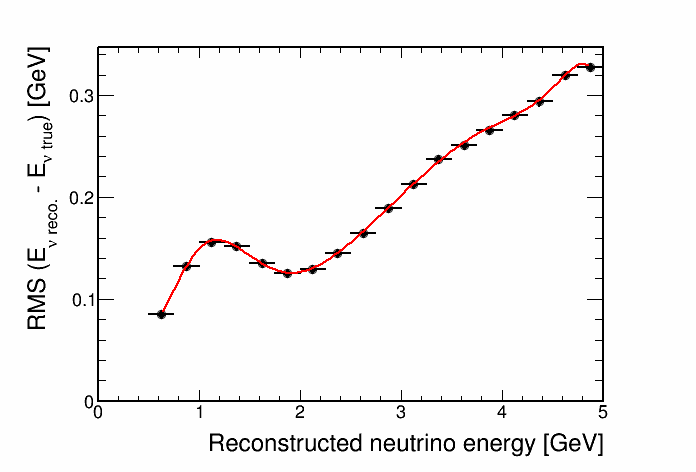 RMS (Eν reco. - Eν true) [GeV]
0.3
0.2
0.1
0
0 1 2 3 4 5
Reconstructed neutrino energy [GeV]